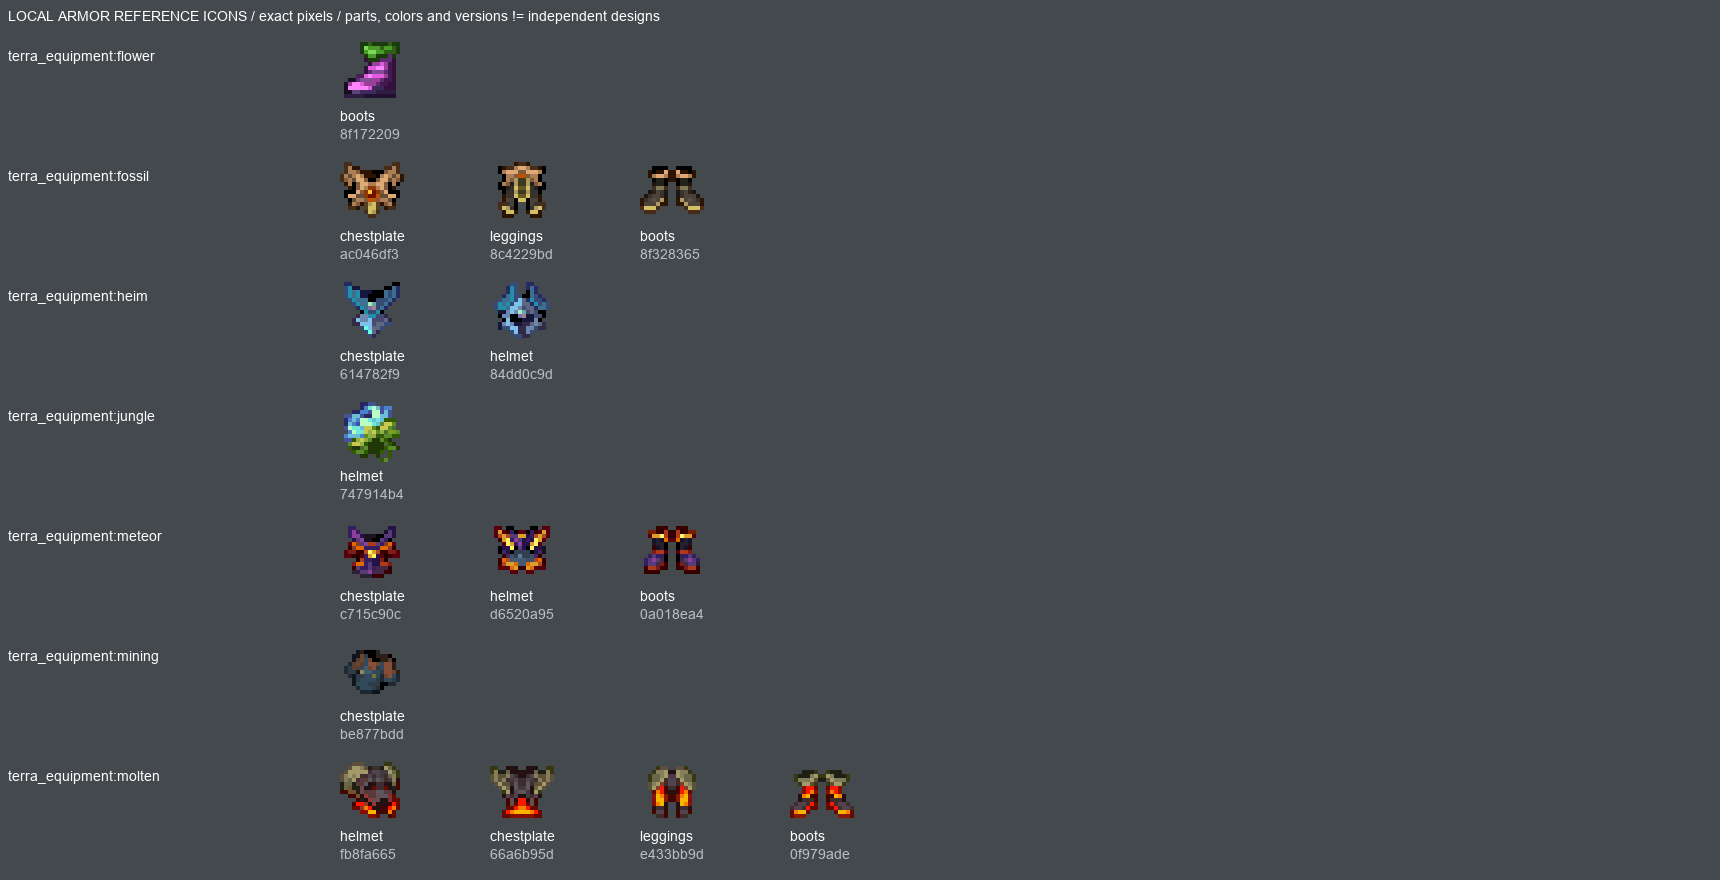 LOCAL ARMOR REFERENCE ICONS / exact pixels / parts, colors and versions != independent designs
terra_equipment:flower
boots
8f172209
terra_equipment:fossil
chestplate leggings boots
ac046df3 8c4229bd 8f328365
terra_equipment:heim
chestplate helmet
614782f9 84dd0c9d
terra_equipment:jungle
helmet
747914b4
terra_equipment:meteor
chestplate helmet boots
c715c90c d6520a95 0a018ea4
terra_equipment:mining
chestplate
be877bdd
terra_equipment:molten
helmet chestplate leggings boots
fb8fa665 66a6b95d e433bb9d 0f979ade